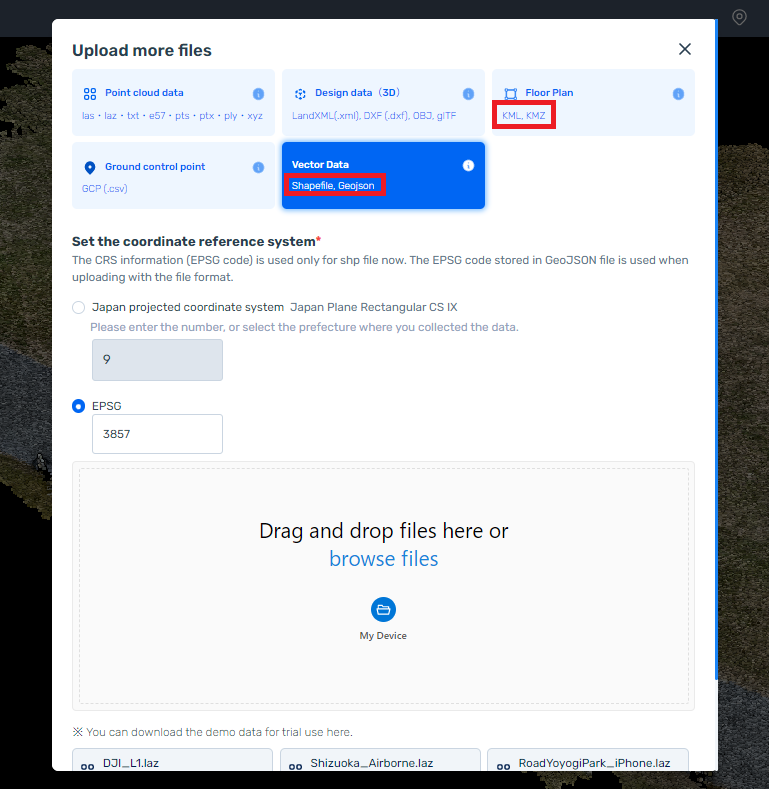 Upload more files
Point cloud data
las・laz・txt・e57・pts・ptx・ply・xyz
Design data（3D）
LandXML(.xml), DXF (.dxf), OBJ, glTF
Floor Plan
KML, KMZ
Ground control point
GCP (.csv)
Vector Data
Shapefile, Geojson
Set the coordinate reference system*
The CRS information (EPSG code) is used only for shp file now. The EPSG code stored in GeoJSON file is used when
uploading with the file format.
Japan projected coordinate system Japan Plane Rectangular CS IX
Please enter the number, or select the prefecture where you collected the data.
9
EPSG
3857
Drag and drop files here or
browse files
My Device
※ You can download the demo data for trial use here.
DJI_L1.laz
Shizuoka_Airborne.laz
RoadYoyogiPark_iPhone.laz